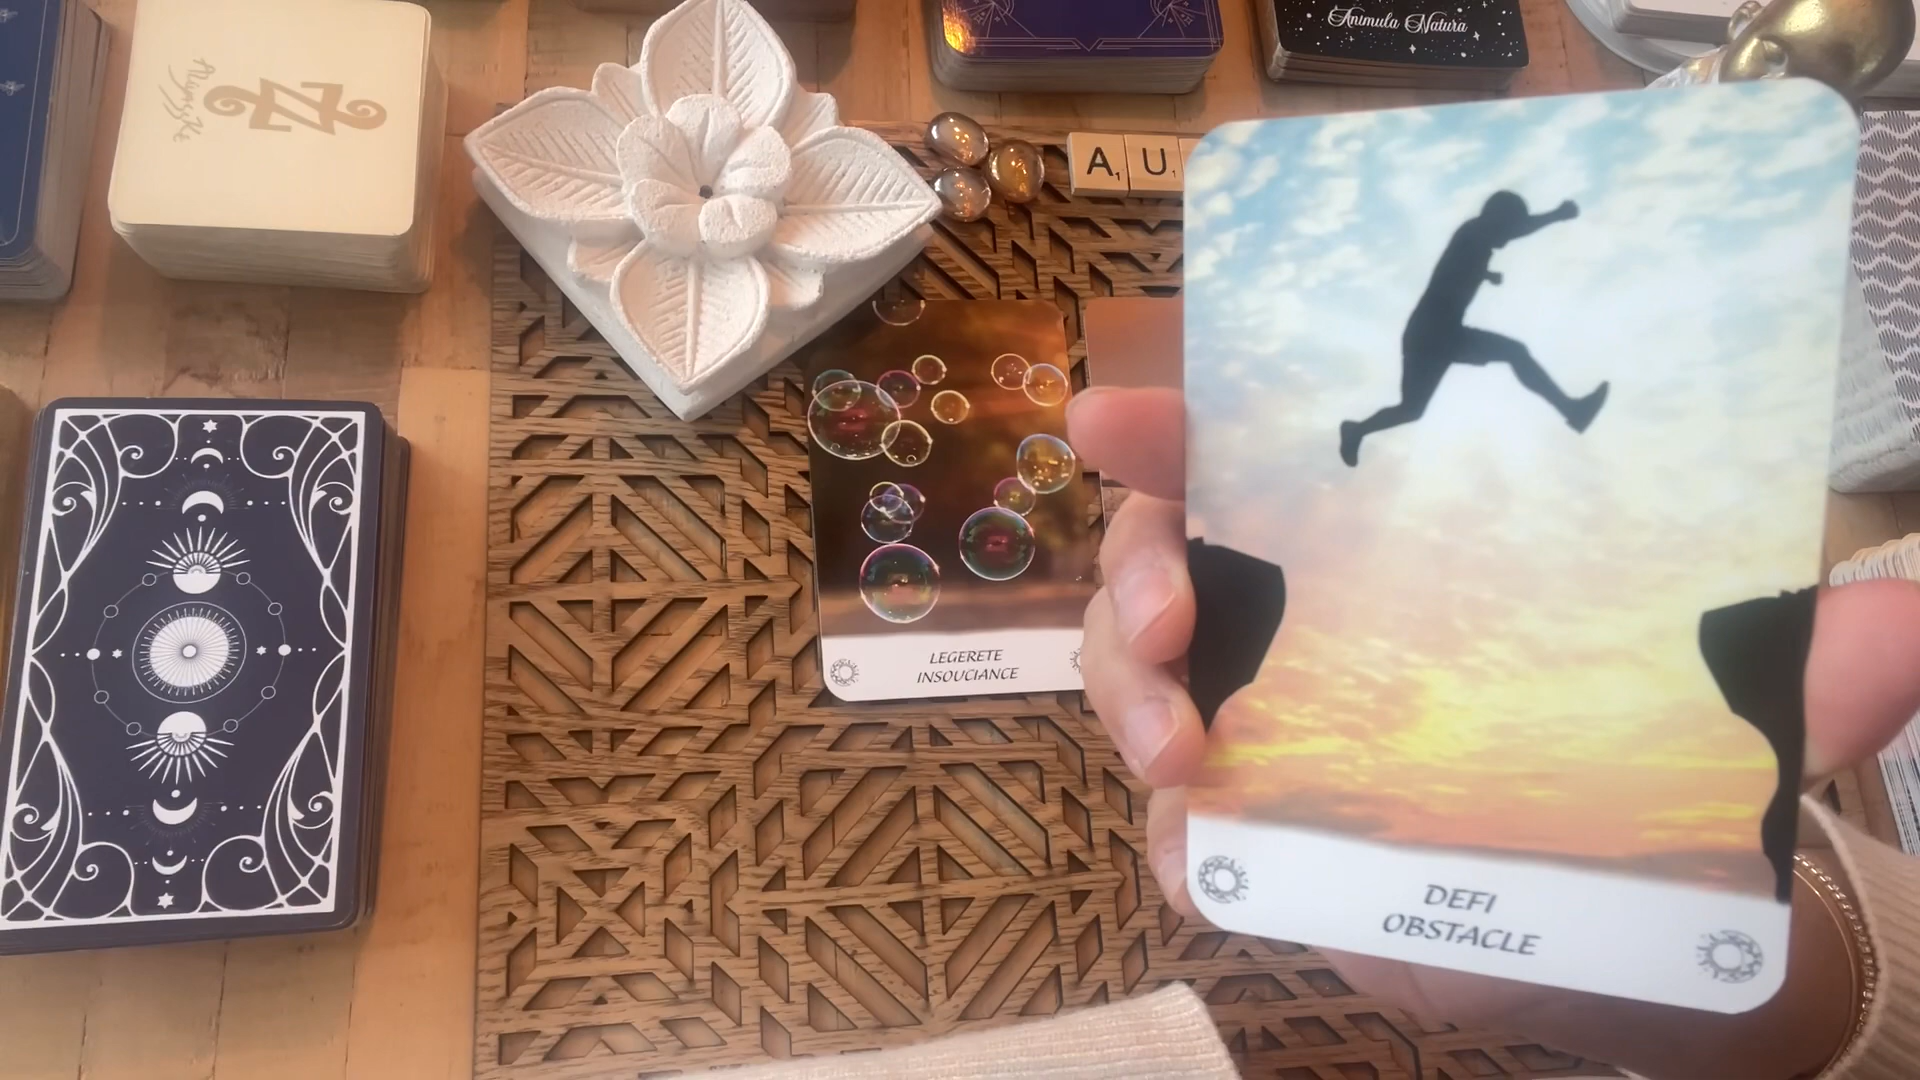 Animula Natura
A U
LEGERETE
INSOUCIANCE
DEFI
OBSTACLE